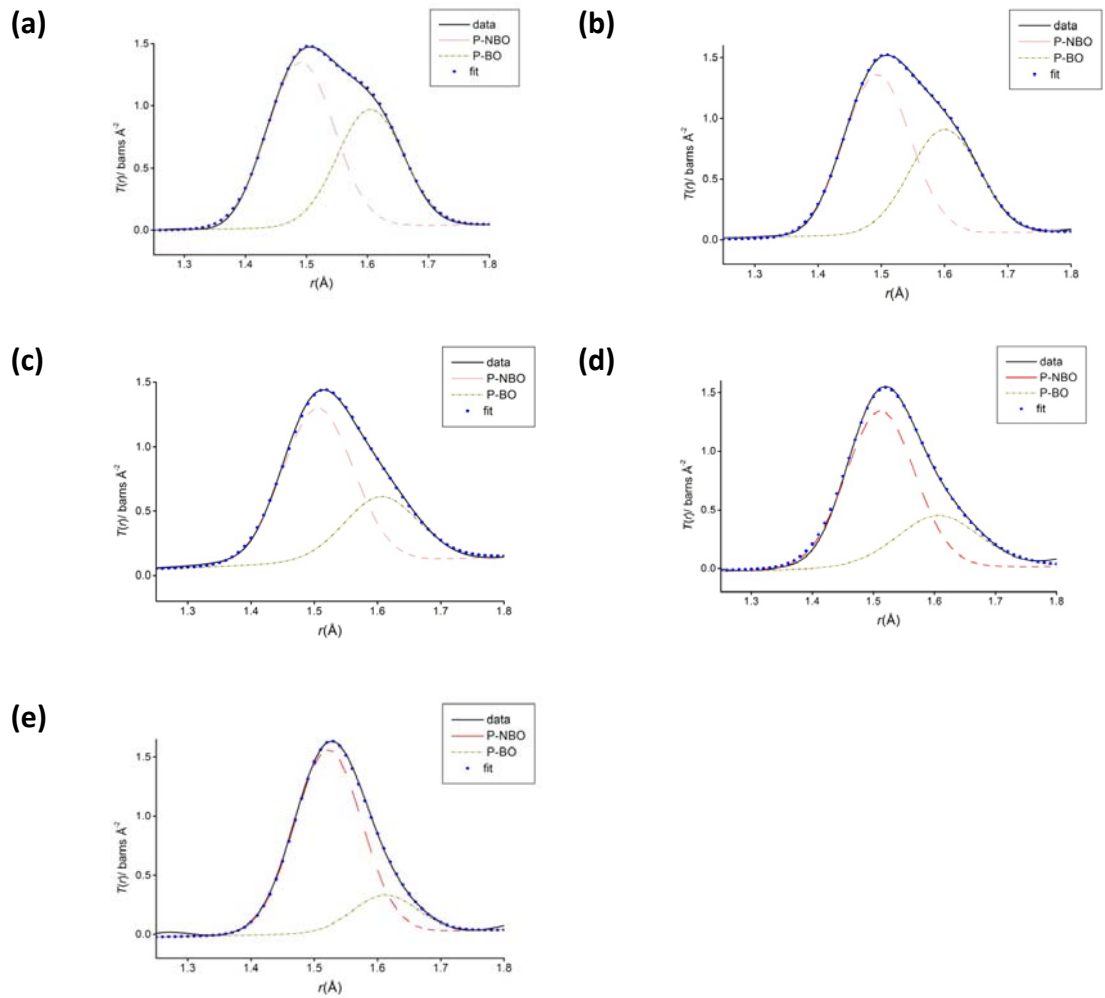 (a)
data
P-NBO
P-BO
fit
1.5
1.0
0.5
0.0
T(r)/ barns Å⁻²
1.3 1.4 1.5 1.6 1.7 1.8
r(Å)
(b)
data
P-NBO
P-BO
fit
1.5
1.0
0.5
0.0
T(r)/ barns Å⁻²
1.3 1.4 1.5 1.6 1.7 1.8
r(Å)
(c)
data
P-NBO
P-BO
fit
1.5
1.0
0.5
0.0
T(r)/ barns Å⁻²
1.3 1.4 1.5 1.6 1.7 1.8
r(Å)
(d)
data
P-NBO
P-BO
fit
1.5
1.0
0.5
0.0
T(r)/ barns Å⁻²
1.3 1.4 1.5 1.6 1.7 1.8
r(Å)
(e)
data
P-NBO
P-BO
fit
1.5
1.0
0.5
0.0
T(r)/ barns Å⁻²
1.3 1.4 1.5 1.6 1.7 1.8
r(Å)